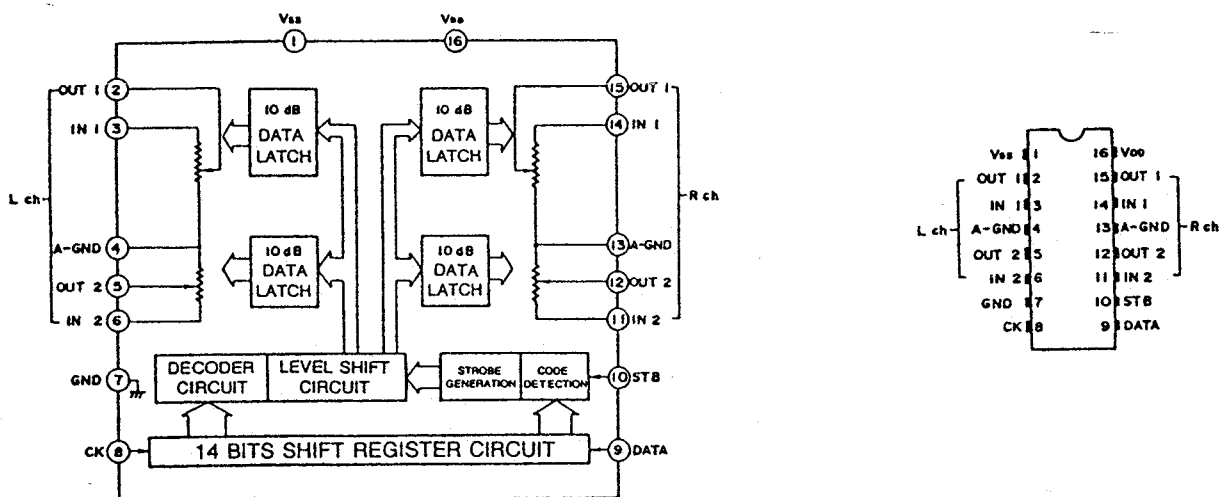 Vss VDD
1 16
OUT 1 2
15 OUT 1
IN 1 3
14 IN 1
10 dB
DATA
LATCH
10 dB
DATA
LATCH
L ch
R ch
A-GND 4
13 A-GND
OUT 2 5
12 OUT 2
IN 2 6
11 IN 2
10 dB
DATA
LATCH
10 dB
DATA
LATCH
GND 7
DECODER
CIRCUIT
LEVEL SHIFT
CIRCUIT
STROBE
GENERATION
CODE
DETECTION
10 STB
CK 8
14 BITS SHIFT REGISTER CIRCUIT
9 DATA
Vss 1 16 VDD
OUT 1 2 15 OUT 1
IN 1 3 14 IN 1
L ch A-GND 4 13 A-GND R ch
OUT 2 5 12 OUT 2
IN 2 6 11 IN 2
GND 7 10 STB
CK 8 9 DATA